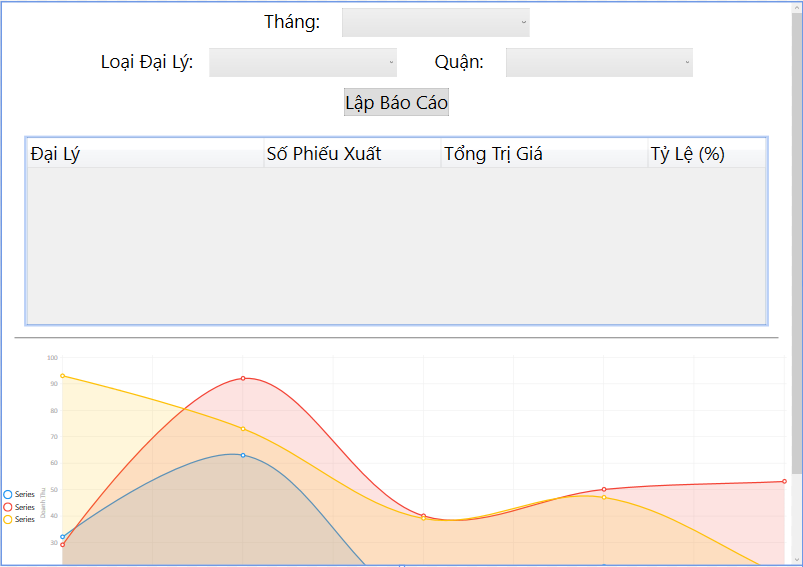 Tháng:
Loại Đại Lý:
Quận:
Lập Báo Cáo
Đại Lý
Số Phiếu Xuất
Tổng Trị Giá
Tỷ Lệ (%)
100
90
80
70
60
50
40
30
Doanh Thu
Series
Series
Series